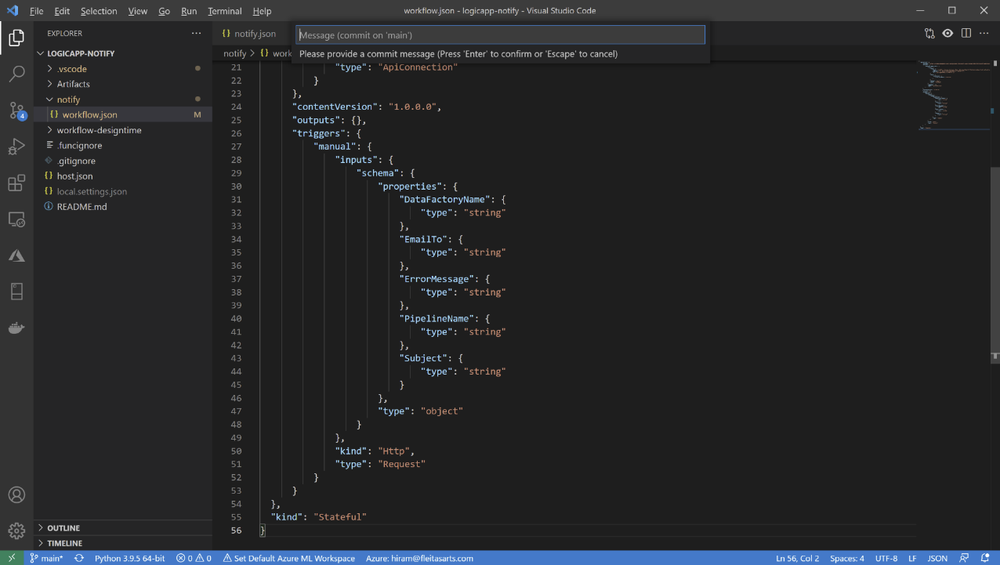 File Edit Selection View Go Run Terminal Help workflow.json - logicapp-notify - Visual Studio Code
EXPLORER
LOGICAPP-NOTIFY
.vscode
Artifacts
notify
{} workflow.json M
workflow-designtime
.funcignore
.gitignore
{} host.json
{} local.settings.json
README.md
OUTLINE
TIMELINE
4
{} notify.json
Message (commit on 'main')
Please provide a commit message (Press 'Enter' to confirm or 'Escape' to cancel)
notify > {} work
21 "type": "ApiConnection"
22 }
23 },
24 "contentVersion": "1.0.0.0",
25 "outputs": {},
26 "triggers": {
27 "manual": {
28 "inputs": {
29 "schema": {
30 "properties": {
31 "DataFactoryName": {
32 "type": "string"
33 },
34 "EmailTo": {
35 "type": "string"
36 },
37 "ErrorMessage": {
38 "type": "string"
39 },
40 "PipelineName": {
41 "type": "string"
42 },
43 "Subject": {
44 "type": "string"
45 }
46 },
47 "type": "object"
48 }
49 },
50 "kind": "Http",
51 "type": "Request"
52 }
53 }
54 },
55 "kind": "Stateful"
56 }
main* Python 3.9.5 64-bit 0 0 Set Default Azure ML Workspace Azure: hiram@fleitasarts.com Ln 56, Col 2 Spaces: 4 UTF-8 LF JSON